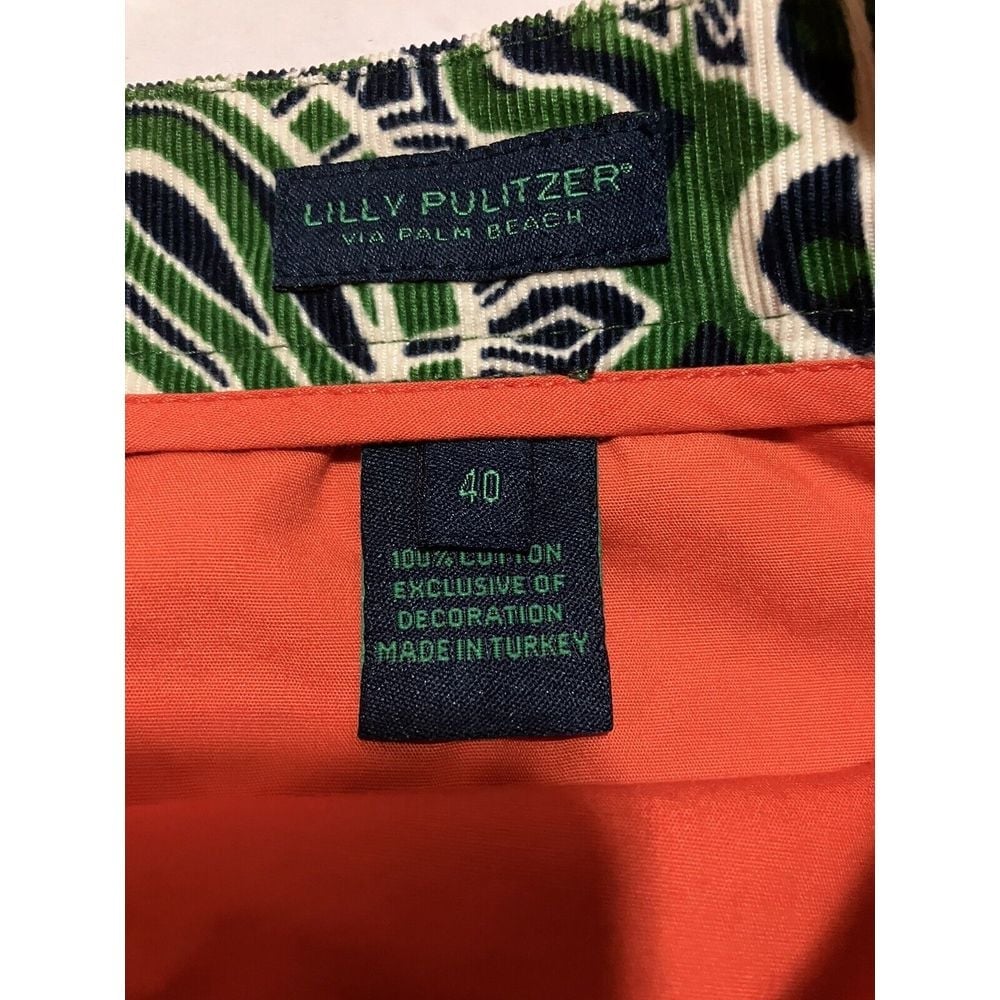 LILLY PULITZER®
VIA PALM BEACH
40
100% COTTON
EXCLUSIVE OF
DECORATION
MADE IN TURKEY